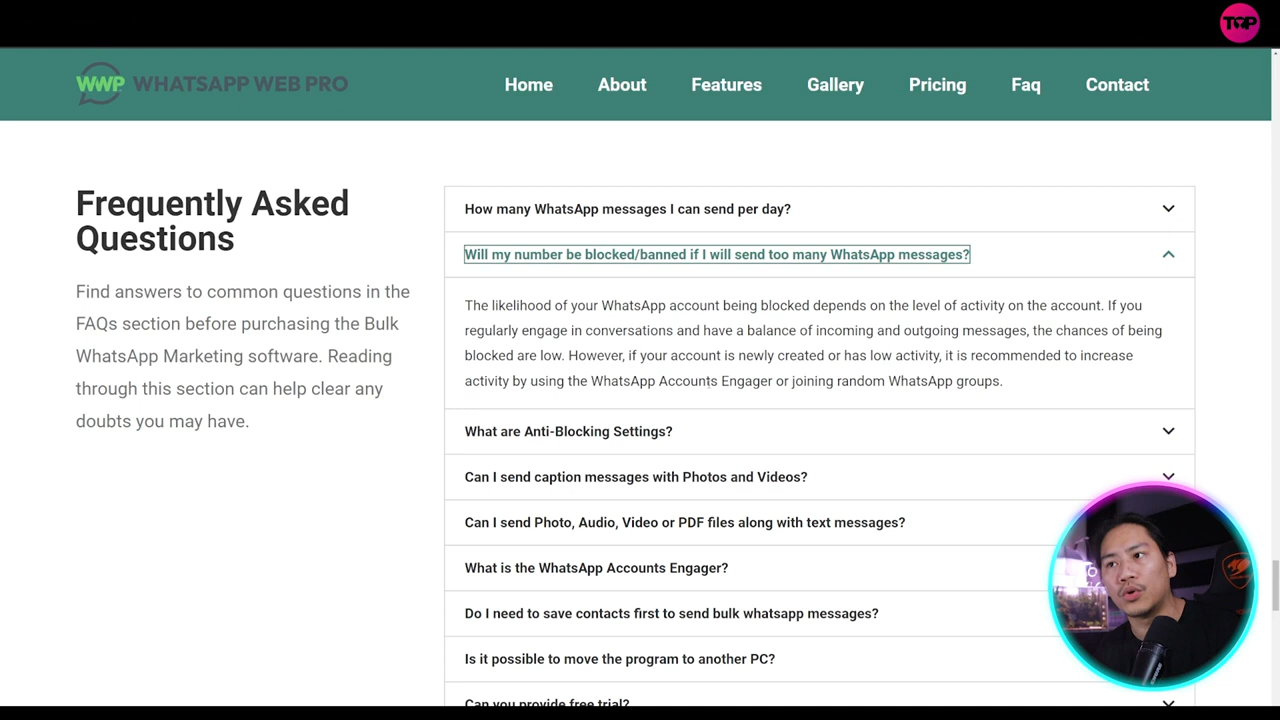 TOP
WWP WHATSAPP WEB PRO
Home About Features Gallery Pricing Faq Contact
Frequently Asked
Questions
Find answers to common questions in the
FAQs section before purchasing the Bulk
WhatsApp Marketing software. Reading
through this section can help clear any
doubts you may have.
How many WhatsApp messages I can send per day?
Will my number be blocked/banned if I will send too many WhatsApp messages?
The likelihood of your WhatsApp account being blocked depends on the level of activity on the account. If you
regularly engage in conversations and have a balance of incoming and outgoing messages, the chances of being
blocked are low. However, if your account is newly created or has low activity, it is recommended to increase
activity by using the WhatsApp Accounts Engager or joining random WhatsApp groups.
What are Anti-Blocking Settings?
Can I send caption messages with Photos and Videos?
Can I send Photo, Audio, Video or PDF files along with text messages?
What is the WhatsApp Accounts Engager?
Do I need to save contacts first to send bulk whatsapp messages?
Is it possible to move the program to another PC?
Can you provide free trial?